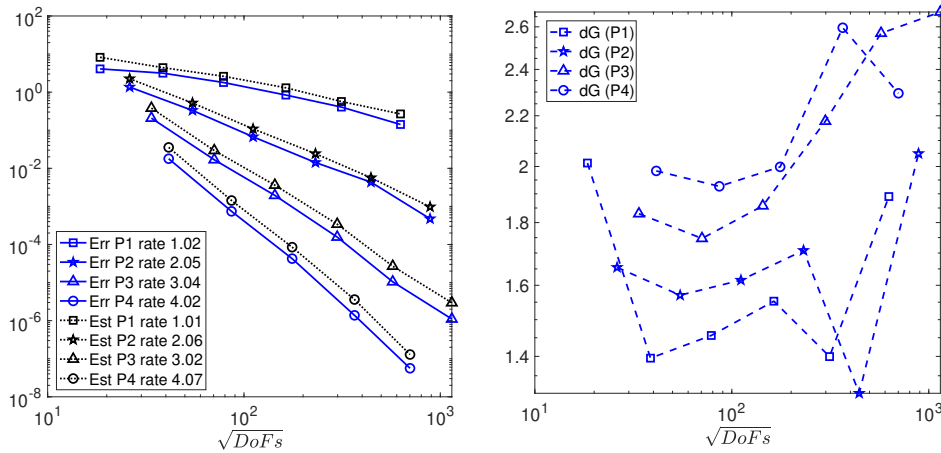 10^2
10^0
10^-2
10^-4
10^-6
10^-8
Err P1 rate 1.02
Err P2 rate 2.05
Err P3 rate 3.04
Err P4 rate 4.02
Est P1 rate 1.01
Est P2 rate 2.06
Est P3 rate 3.02
Est P4 rate 4.07
10^1
10^2
10^3
√DoFs
2.6
2.4
2.2
2
1.8
1.6
1.4
dG (P1)
dG (P2)
dG (P3)
dG (P4)
10^1
10^2
10^3
√DoFs